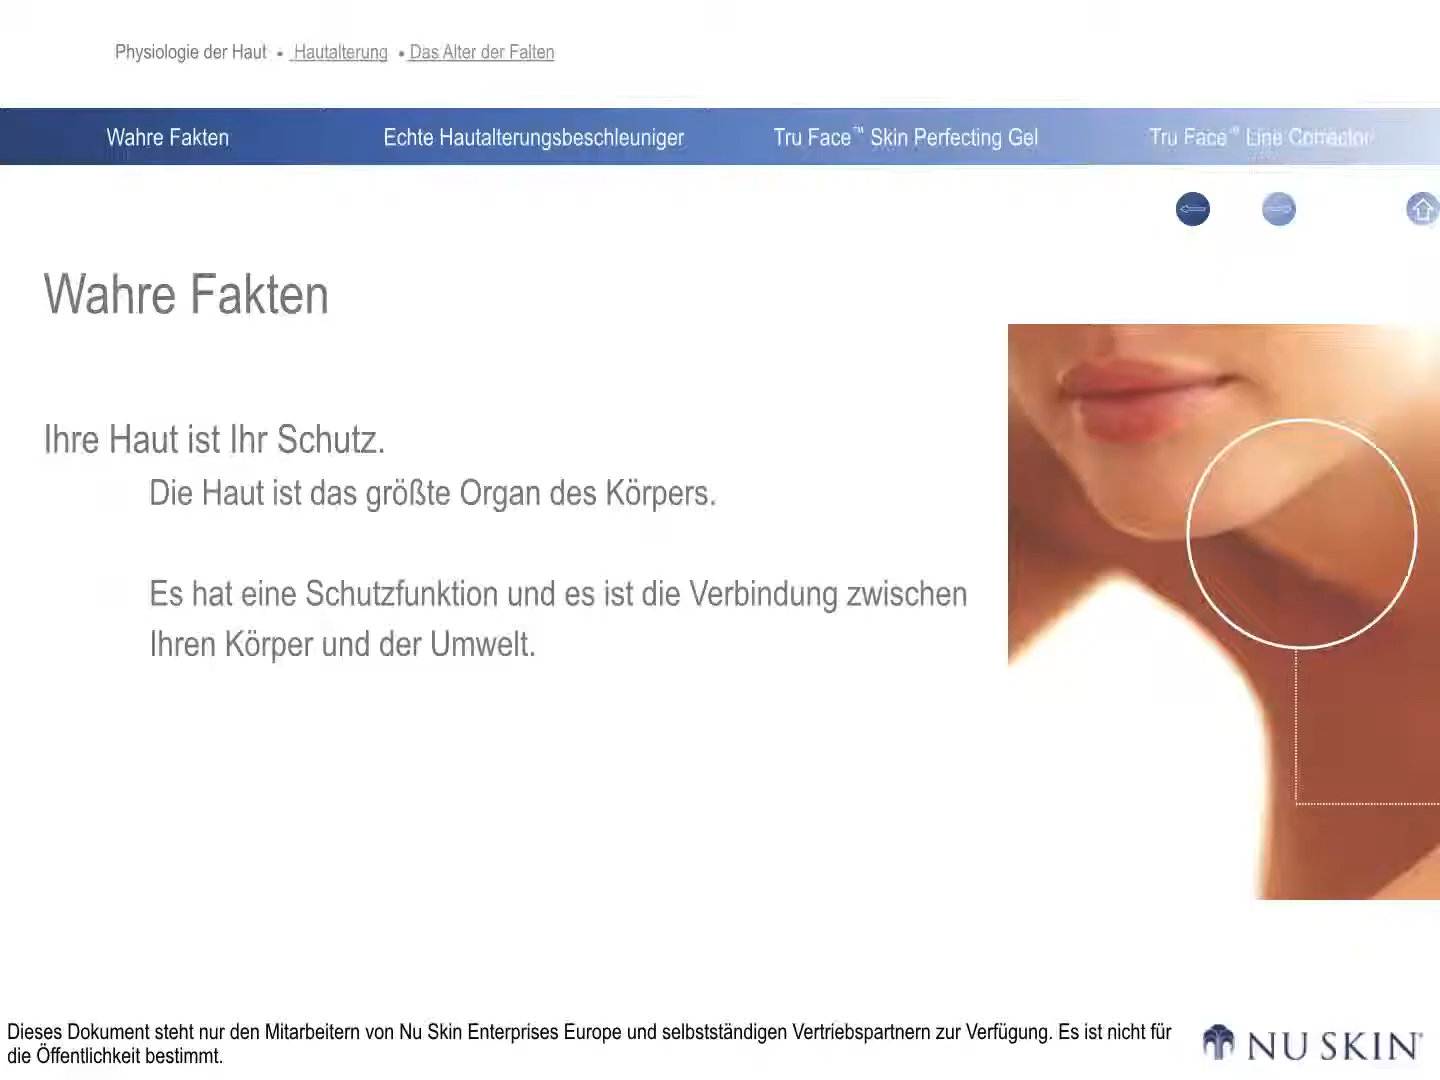 Physiologie der Haut • Hautalterung • Das Alter der Falten
Wahre Fakten Echte Hautalterungsbeschleuniger Tru Face™ Skin Perfecting Gel Tru Face™ Line Corrector
Wahre Fakten
Ihre Haut ist Ihr Schutz.
Die Haut ist das größte Organ des Körpers.
Es hat eine Schutzfunktion und es ist die Verbindung zwischen
Ihren Körper und der Umwelt.
Dieses Dokument steht nur den Mitarbeitern von Nu Skin Enterprises Europe und selbstständigen Vertriebspartnern zur Verfügung. Es ist nicht für
die Öffentlichkeit bestimmt.
NU SKIN®